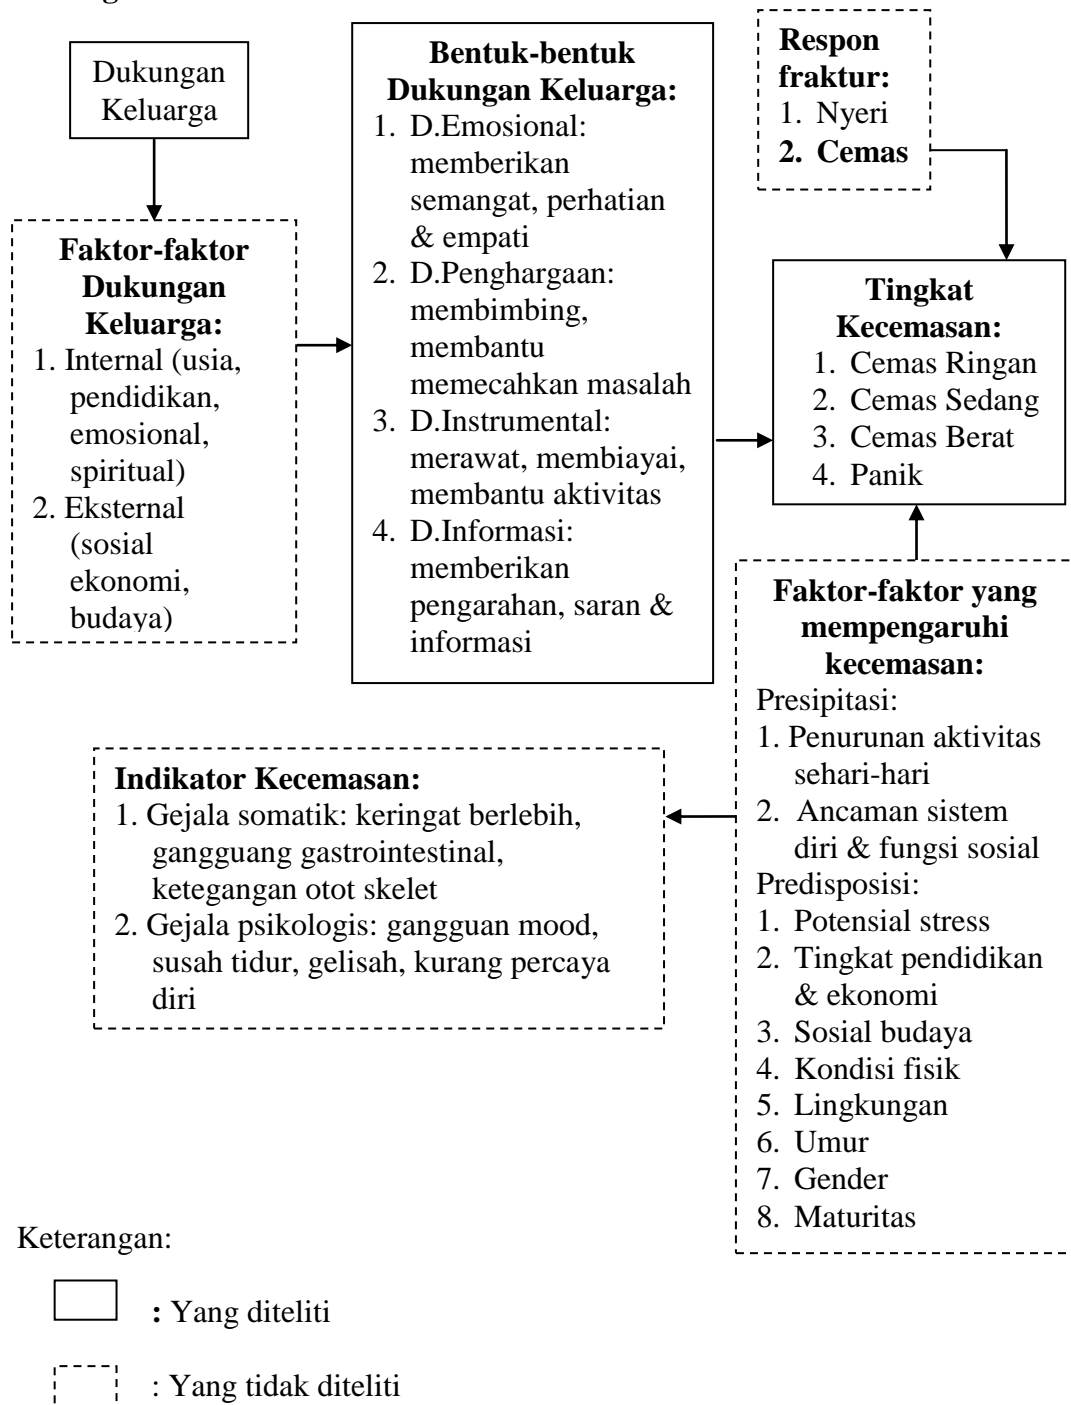 Dukungan
Keluarga
Faktor-faktor
Dukungan
Keluarga:
1. Internal (usia,
pendidikan,
emosional,
spiritual)
2. Eksternal
(sosial
ekonomi,
budaya)
Bentuk-bentuk
Dukungan Keluarga:
1. D.Emosional:
memberikan
semangat, perhatian
& empati
2. D.Penghargaan:
membimbing,
membantu
memecahkan masalah
3. D.Instrumental:
merawat, membiayai,
membantu aktivitas
4. D.Informasi:
memberikan
pengarahan, saran &
informasi
Respon
fraktur:
1. Nyeri
2. Cemas
Tingkat
Kecemasan:
1. Cemas Ringan
2. Cemas Sedang
3. Cemas Berat
4. Panik
Faktor-faktor yang
mempengaruhi
kecemasan:
Presipitasi:
1. Penurunan aktivitas
sehari-hari
2. Ancaman sistem
diri & fungsi sosial
Predisposisi:
1. Potensial stress
2. Tingkat pendidikan
& ekonomi
3. Sosial budaya
4. Kondisi fisik
5. Lingkungan
6. Umur
7. Gender
8. Maturitas
Indikator Kecemasan:
1. Gejala somatik: keringat berlebih,
gangguang gastrointestinal,
ketegangan otot skelet
2. Gejala psikologis: gangguan mood,
susah tidur, gelisah, kurang percaya
diri
Keterangan:
: Yang diteliti
: Yang tidak diteliti